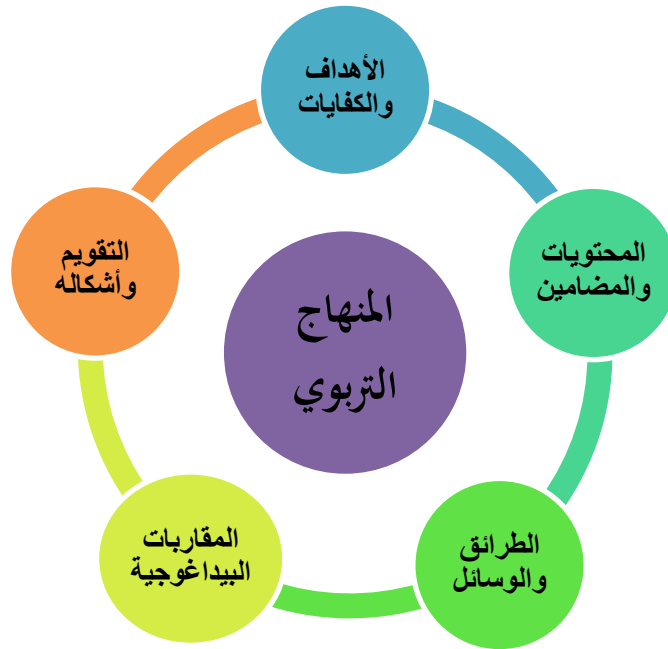 الأهداف
والكفايات
المحتويات
والمضامين
الطرائق
والوسائل
المقاربات
البيداغوجية
التقويم
وأشكاله
المنهاج
التربوي